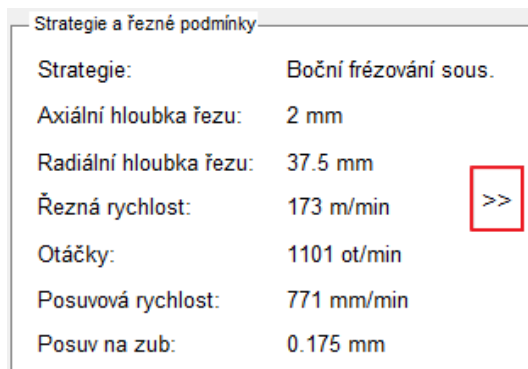 Strategie a řezné podmínky
Strategie: Boční frézování sous.
Axiální hloubka řezu: 2 mm
Radiální hloubka řezu: 37.5 mm
Řezná rychlost: 173 m/min >>
Otáčky: 1101 ot/min
Posuvová rychlost: 771 mm/min
Posuv na zub: 0.175 mm